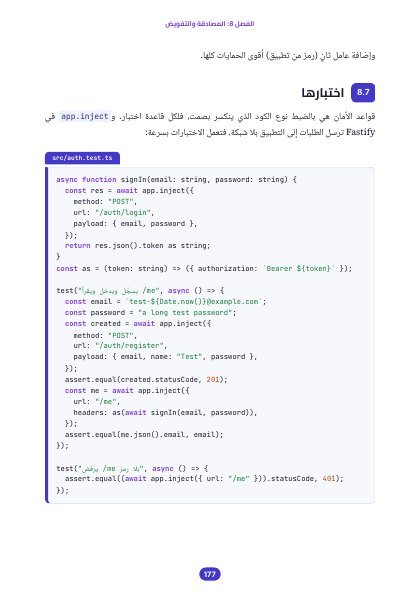 الفصل 8: المصادقة والتفويض
وإضافة عامل ثانٍ (رمز من تطبيق) أقوى الحمايات كلها.
8.7 اختبارها
قواعد الأمان هي بالضبط نوع الكود الذي ينكسر بصمت، فلكل قاعدة اختبار. و app.inject في
Fastify ترسل الطلبات إلى التطبيق بلا شبكة، فتعمل الاختبارات بسرعة:
src/auth.test.ts
async function signIn(email: string, password: string) {
  const res = await app.inject({
    method: "POST",
    url: "/auth/login",
    payload: { email, password },
  });
  return res.json().token as string;
}
const as = (token: string) => ({ authorization: `Bearer ${token}` });
test("يسجّل ويدخل ويقرأ /me", async () => {
  const email = `test-${Date.now()}@example.com`;
  const password = "a long test password";
  const created = await app.inject({
    method: "POST",
    url: "/auth/register",
    payload: { email, name: "Test", password },
  });
  assert.equal(created.statusCode, 201);
  const me = await app.inject({
    url: "/me",
    headers: as(await signIn(email, password)),
  });
  assert.equal(me.json().email, email);
});
test("يرفض /me بلا رمز", async () => {
  assert.equal((await app.inject({ url: "/me" })).statusCode, 401);
});
177